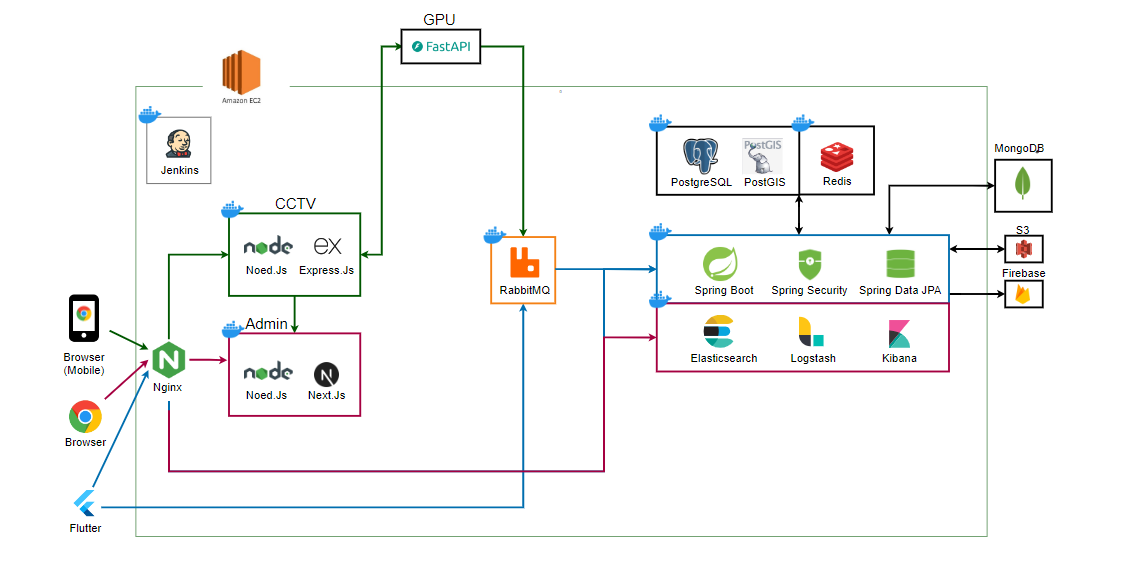 GPU
FastAPI
Amazon EC2
Jenkins
PostGIS
PostgreSQL
PostGIS
Redis
MongoDB
CCTV
node
ex
Noed.Js
Express.Js
RabbitMQ
Spring Boot
Spring Security
Spring Data JPA
S3
Firebase
Elasticsearch
Logstash
Kibana
Admin
node
N
Noed.Js
Next.Js
Browser
(Mobile)
N
Nginx
Browser
Flutter